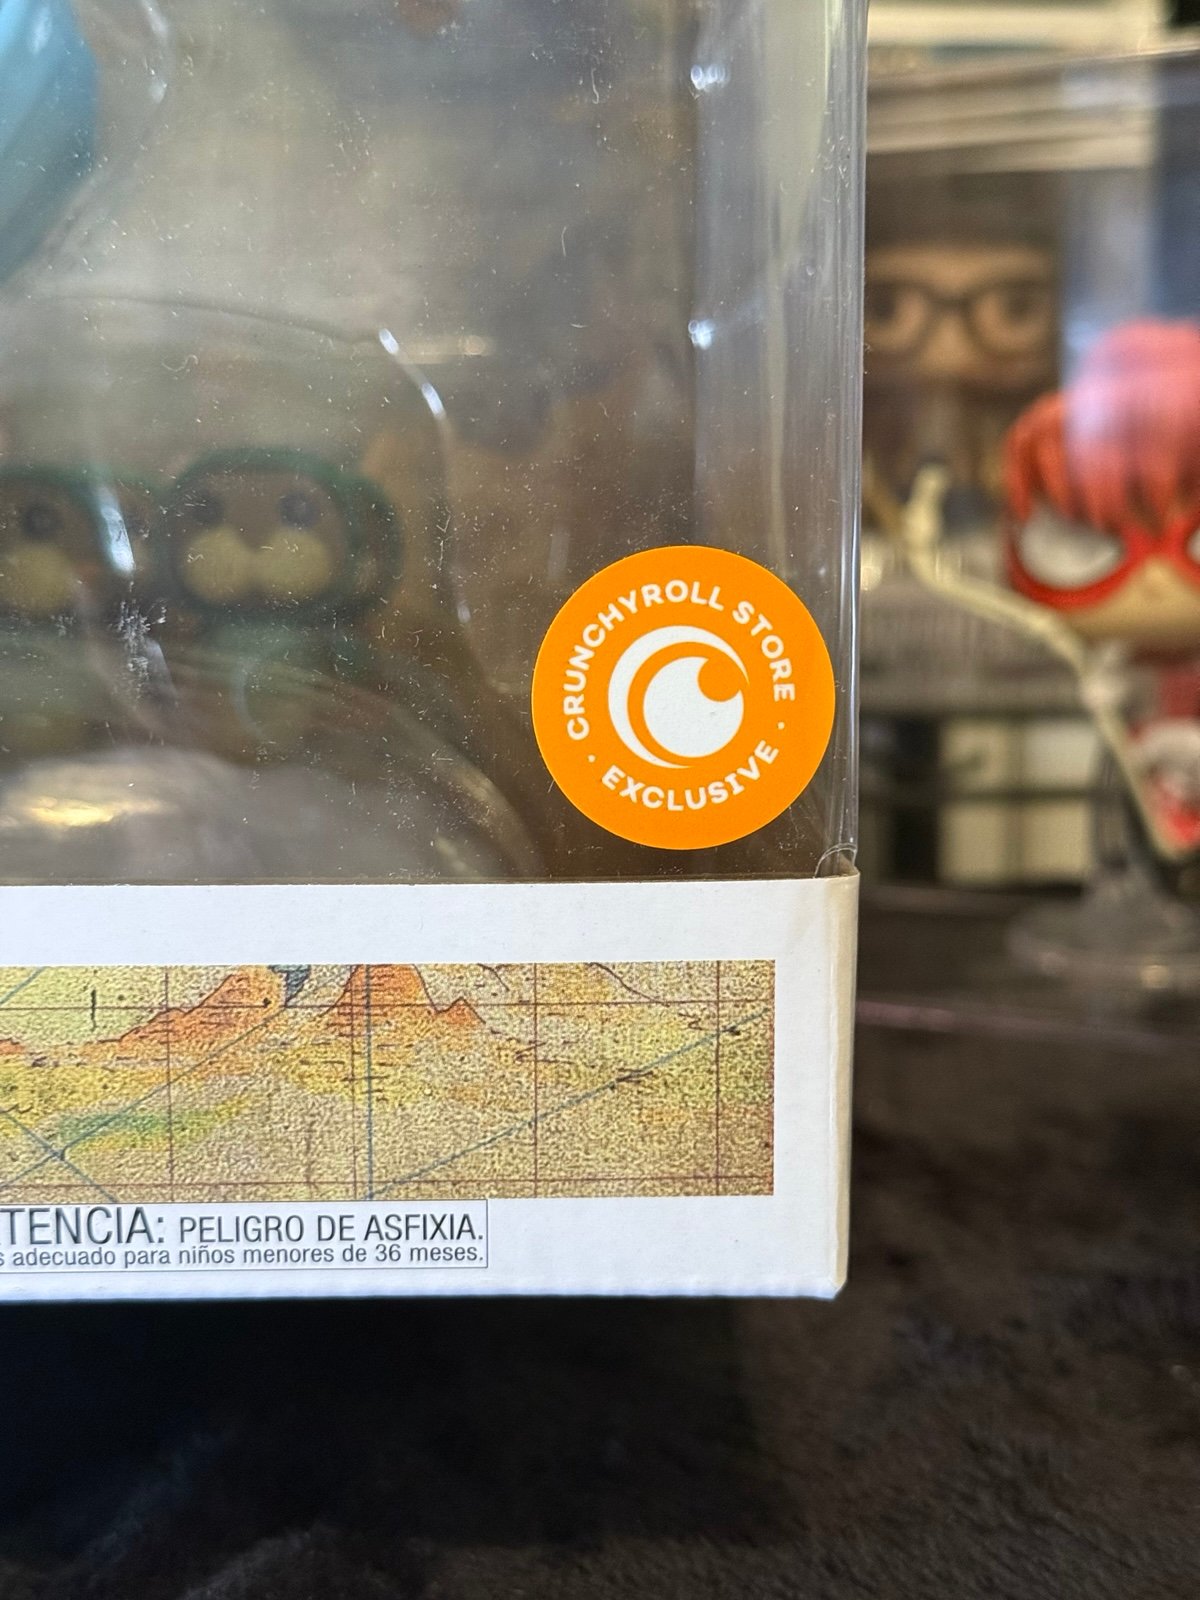 CRUNCHYROLL STORE
· EXCLUSIVE ·
TENCIA: PELIGRO DE ASFIXIA.
adecuado para niños menores de 36 meses.